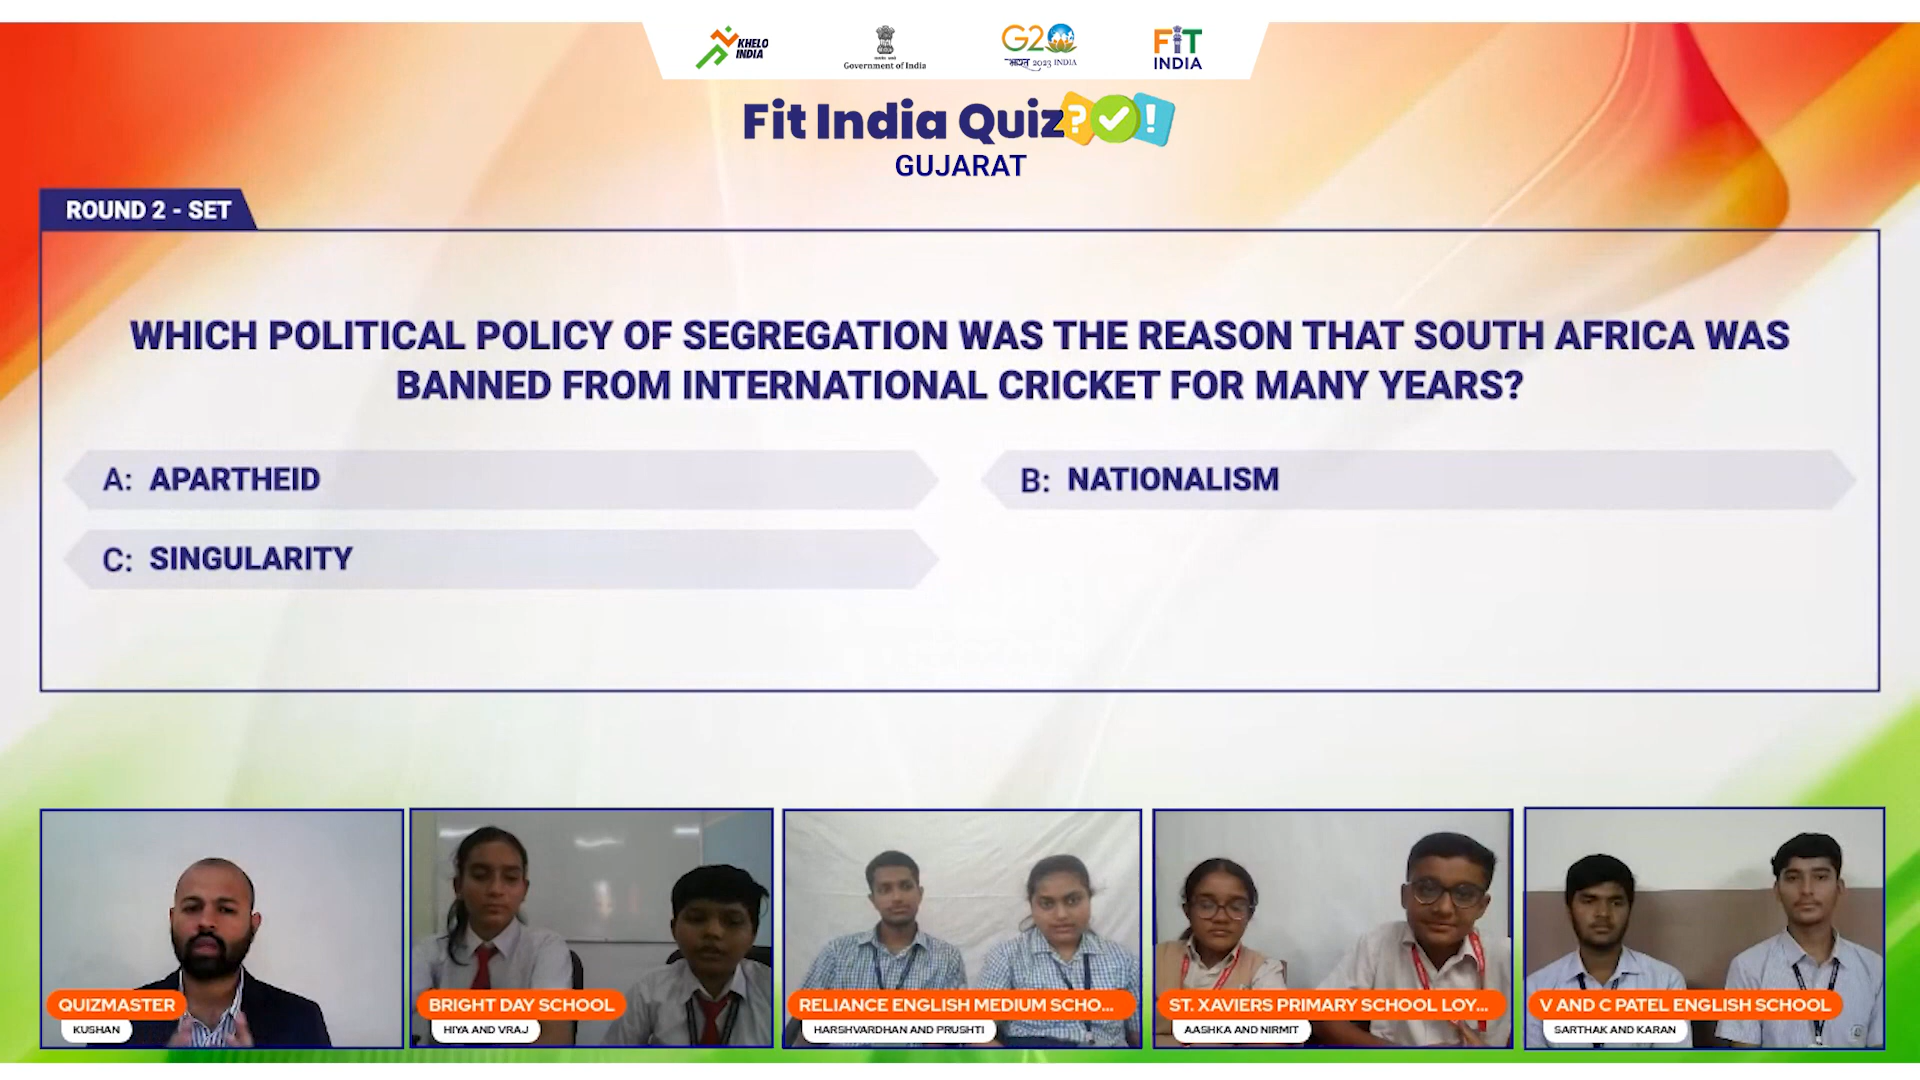 KHELO
INDIA
Government of India
G20
भारत 2023 INDIA
FIT
INDIA
Fit India Quiz?!
GUJARAT
ROUND 2 - SET
WHICH POLITICAL POLICY OF SEGREGATION WAS THE REASON THAT SOUTH AFRICA WAS
BANNED FROM INTERNATIONAL CRICKET FOR MANY YEARS?
A: APARTHEID
B: NATIONALISM
C: SINGULARITY
QUIZMASTER
KUSHAN
BRIGHT DAY SCHOOL
HIYA AND VRAJ
RELIANCE ENGLISH MEDIUM SCHO...
HARSHVARDHAN AND PRUSHTI
ST. XAVIERS PRIMARY SCHOOL LOY...
AASHKA AND NIRMIT
V AND C PATEL ENGLISH SCHOOL
SARTHAK AND KARAN